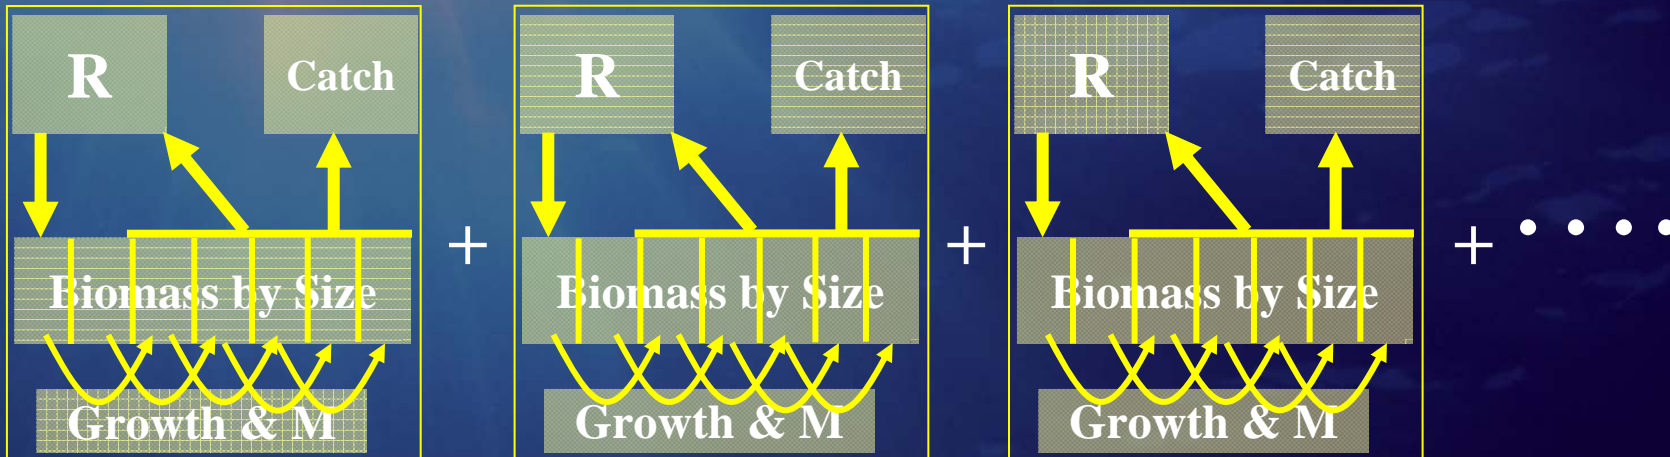 R Catch
Biomass by Size
Growth & M
+
R Catch
Biomass by Size
Growth & M
+
R Catch
Biomass by Size
Growth & M
+ • • • •